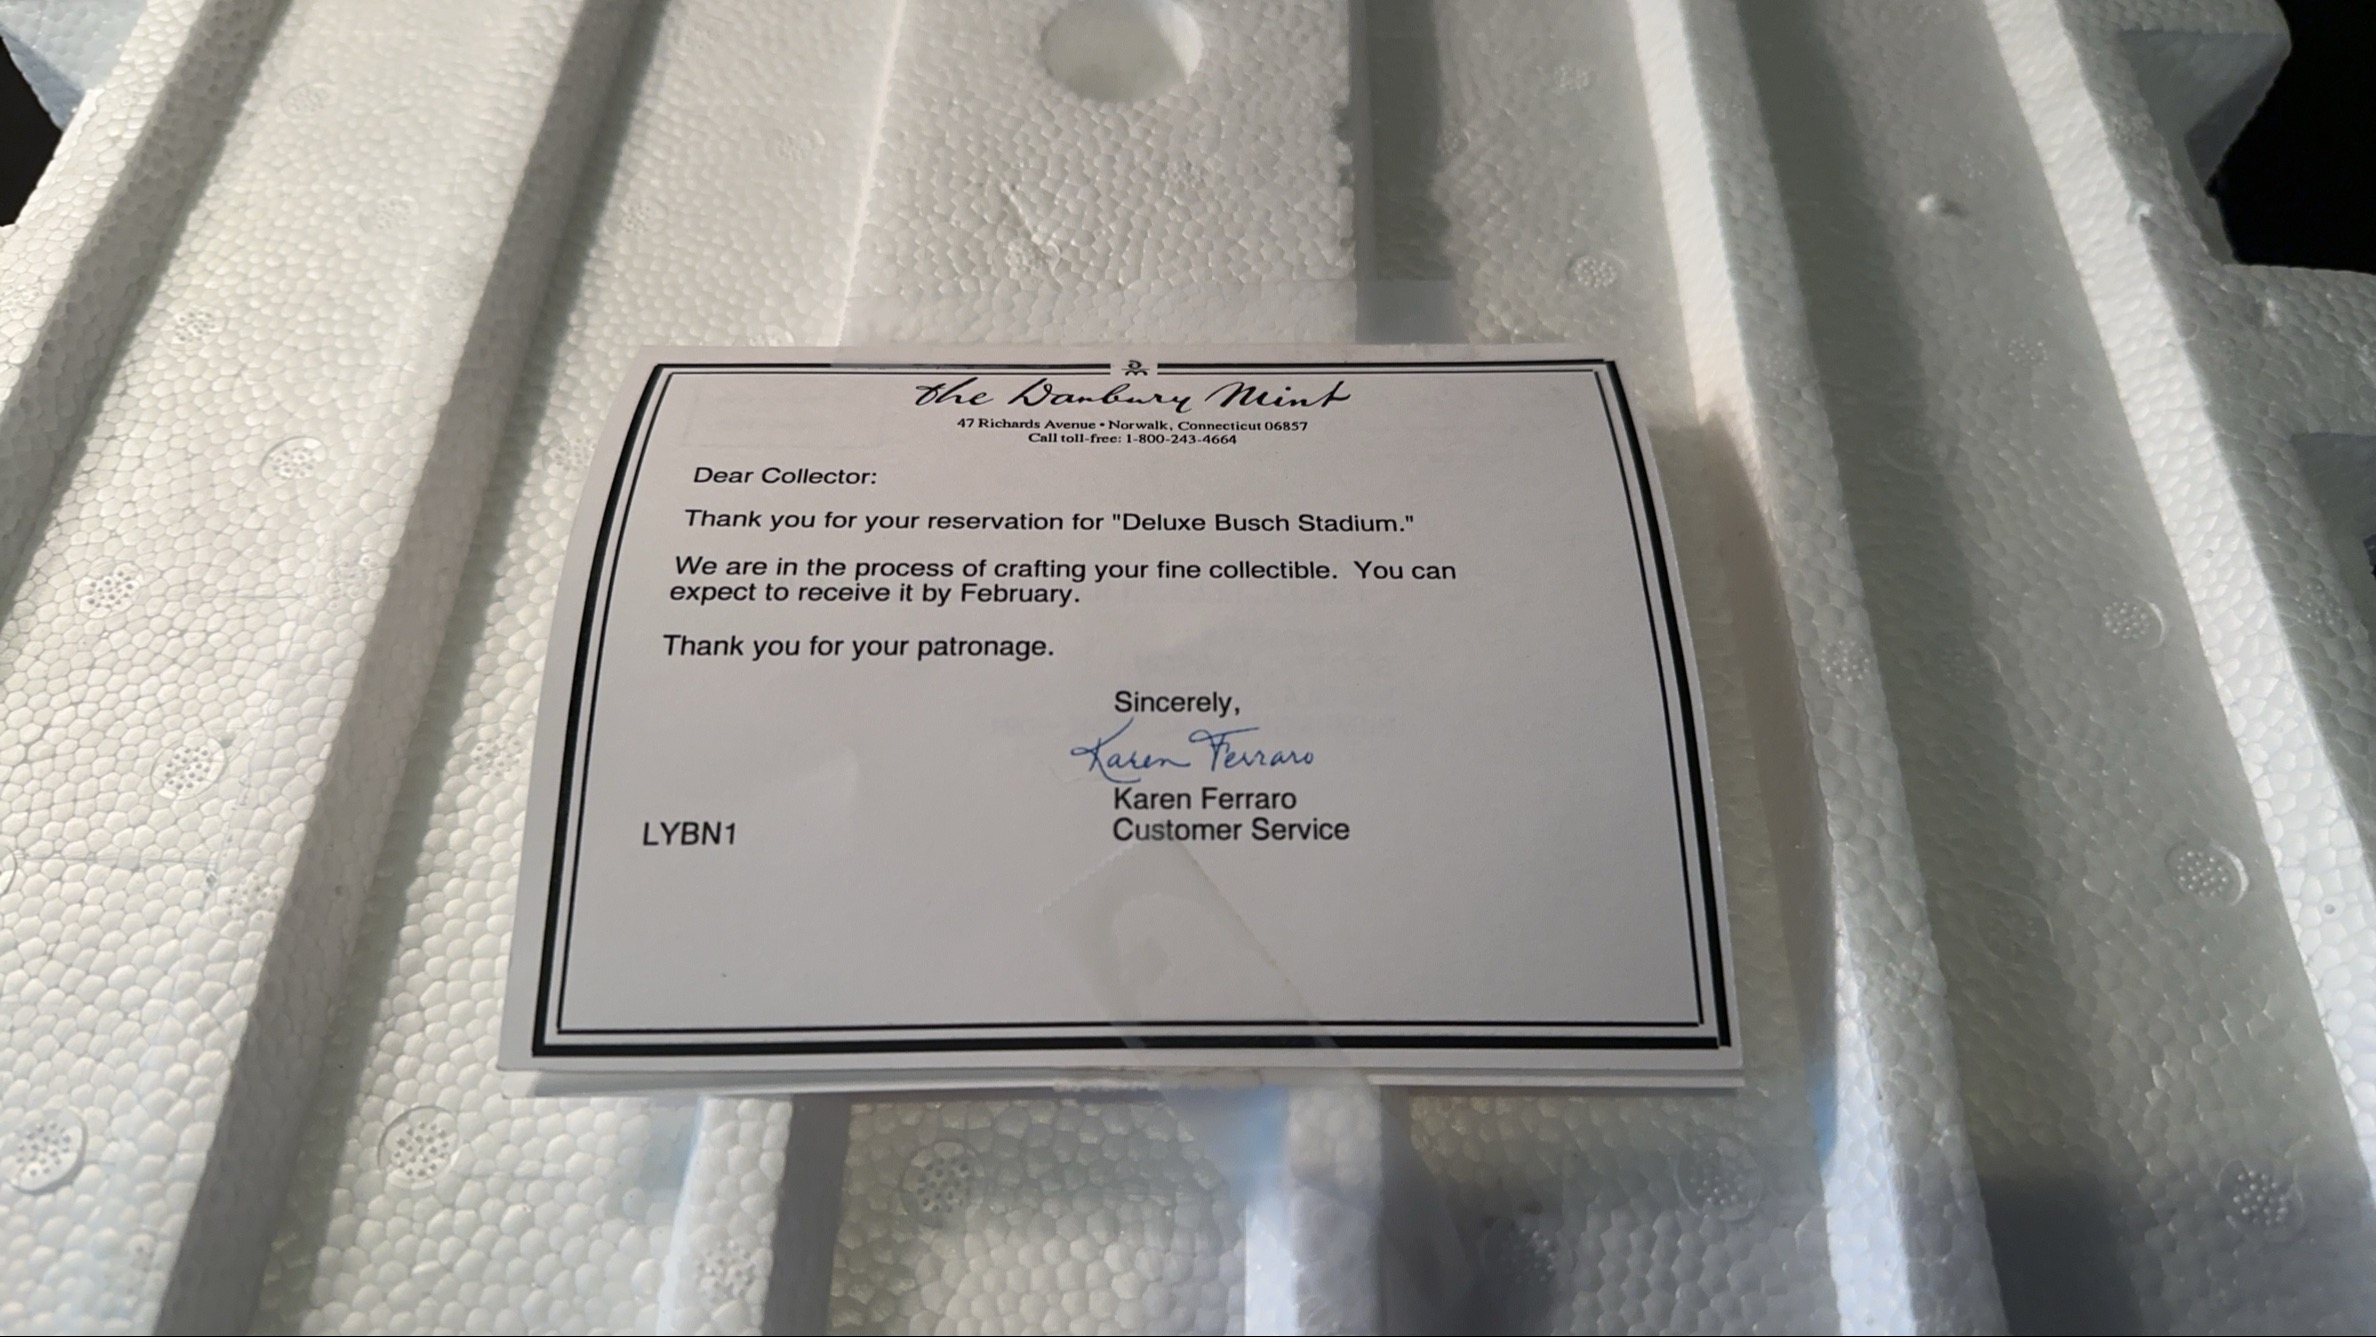 The Danbury Mint
47 Richards Avenue • Norwalk, Connecticut 06857
Call toll-free: 1-800-243-4664
Dear Collector:
Thank you for your reservation for "Deluxe Busch Stadium."
We are in the process of crafting your fine collectible. You can
expect to receive it by February.
Thank you for your patronage.
Sincerely,
Karen Ferraro
Karen Ferraro
Customer Service
LYBN1